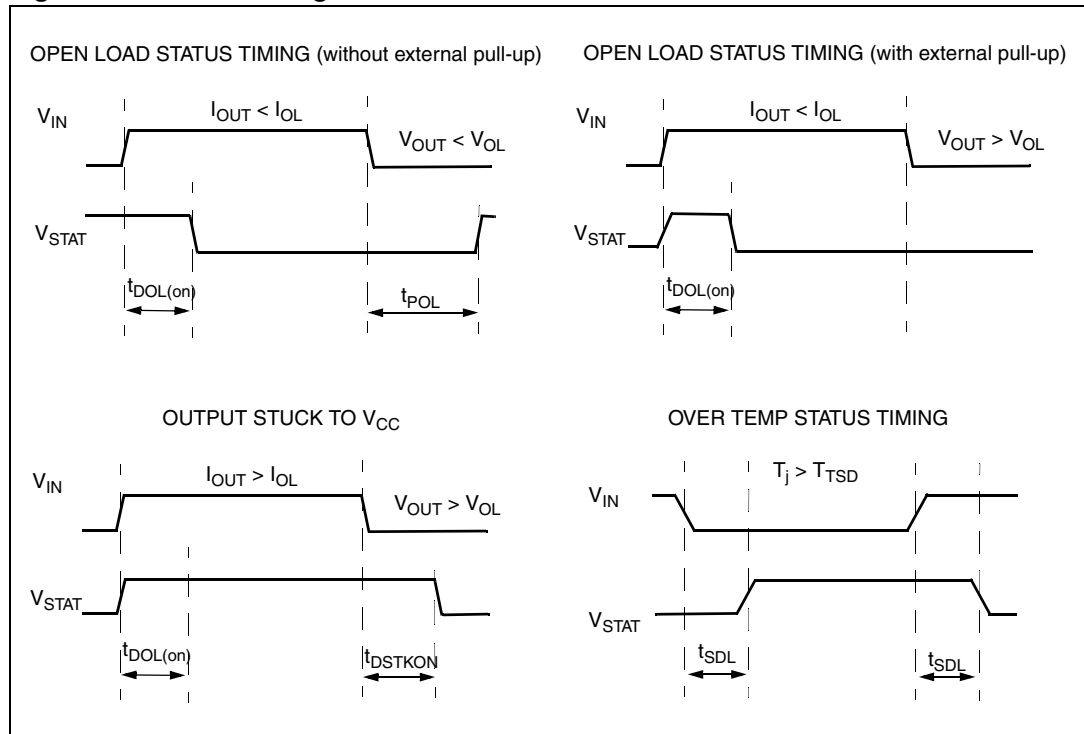 OPEN LOAD STATUS TIMING (without external pull-up)
V_IN
I_OUT < I_OL
V_OUT < V_OL
V_STAT
t_DOL(on)
t_POL
OPEN LOAD STATUS TIMING (with external pull-up)
V_IN
I_OUT < I_OL
V_OUT > V_OL
V_STAT
t_DOL(on)
OUTPUT STUCK TO V_CC
V_IN
I_OUT > I_OL
V_OUT > V_OL
V_STAT
t_DOL(on)
t_DSTKON
OVER TEMP STATUS TIMING
V_IN
T_j > T_TSD
V_STAT
t_SDL
t_SDL